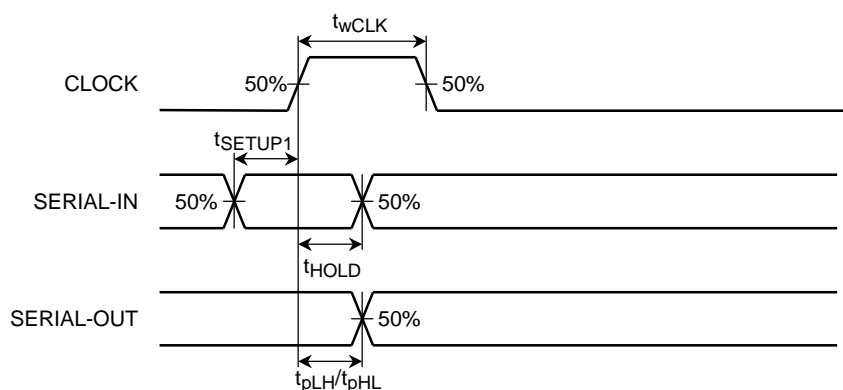 twCLK
CLOCK 50% 50%
tSETUP1
SERIAL-IN 50% 50%
tHOLD
SERIAL-OUT 50%
tpLH/tpHL